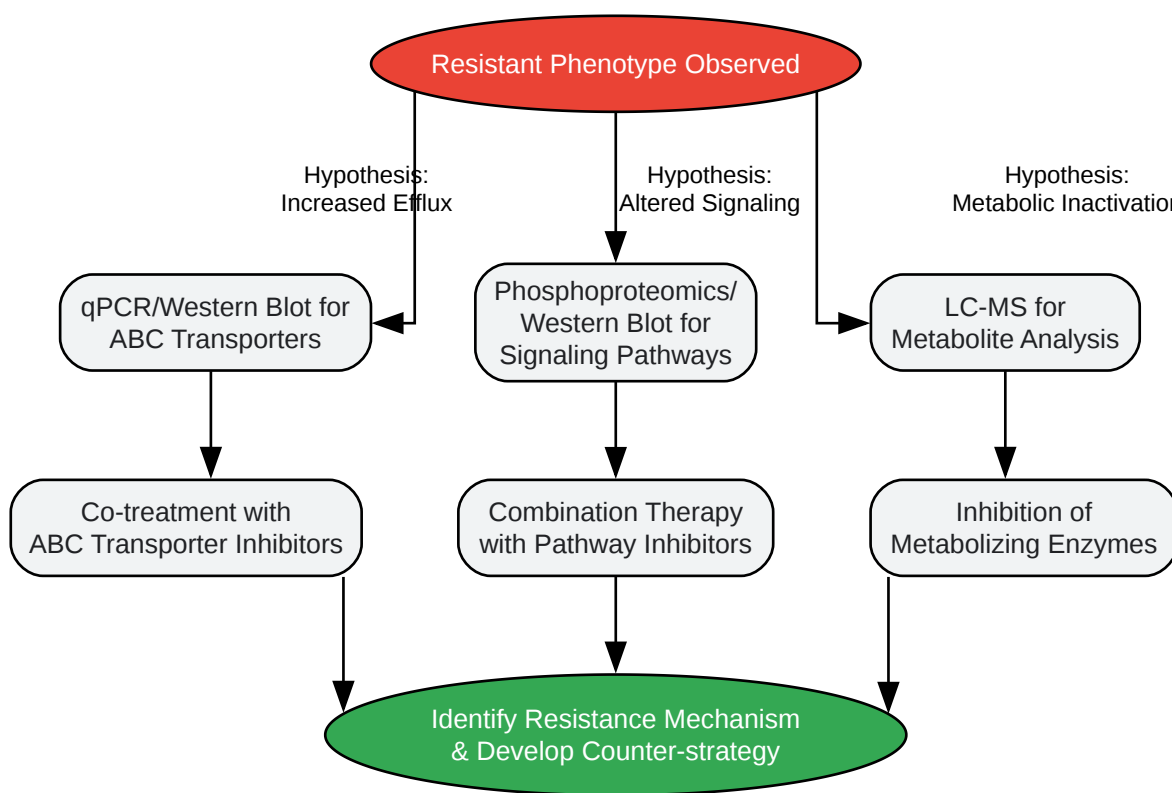 Resistant Phenotype Observed
Hypothesis:
Increased Efflux
Hypothesis:
Altered Signaling
Hypothesis:
Metabolic Inactivation
qPCR/Western Blot for
ABC Transporters
Phosphoproteomics/
Western Blot for
Signaling Pathways
LC-MS for
Metabolite Analysis
Co-treatment with
ABC Transporter Inhibitors
Combination Therapy
with Pathway Inhibitors
Inhibition of
Metabolizing Enzymes
Identify Resistance Mechanism
& Develop Counter-strategy